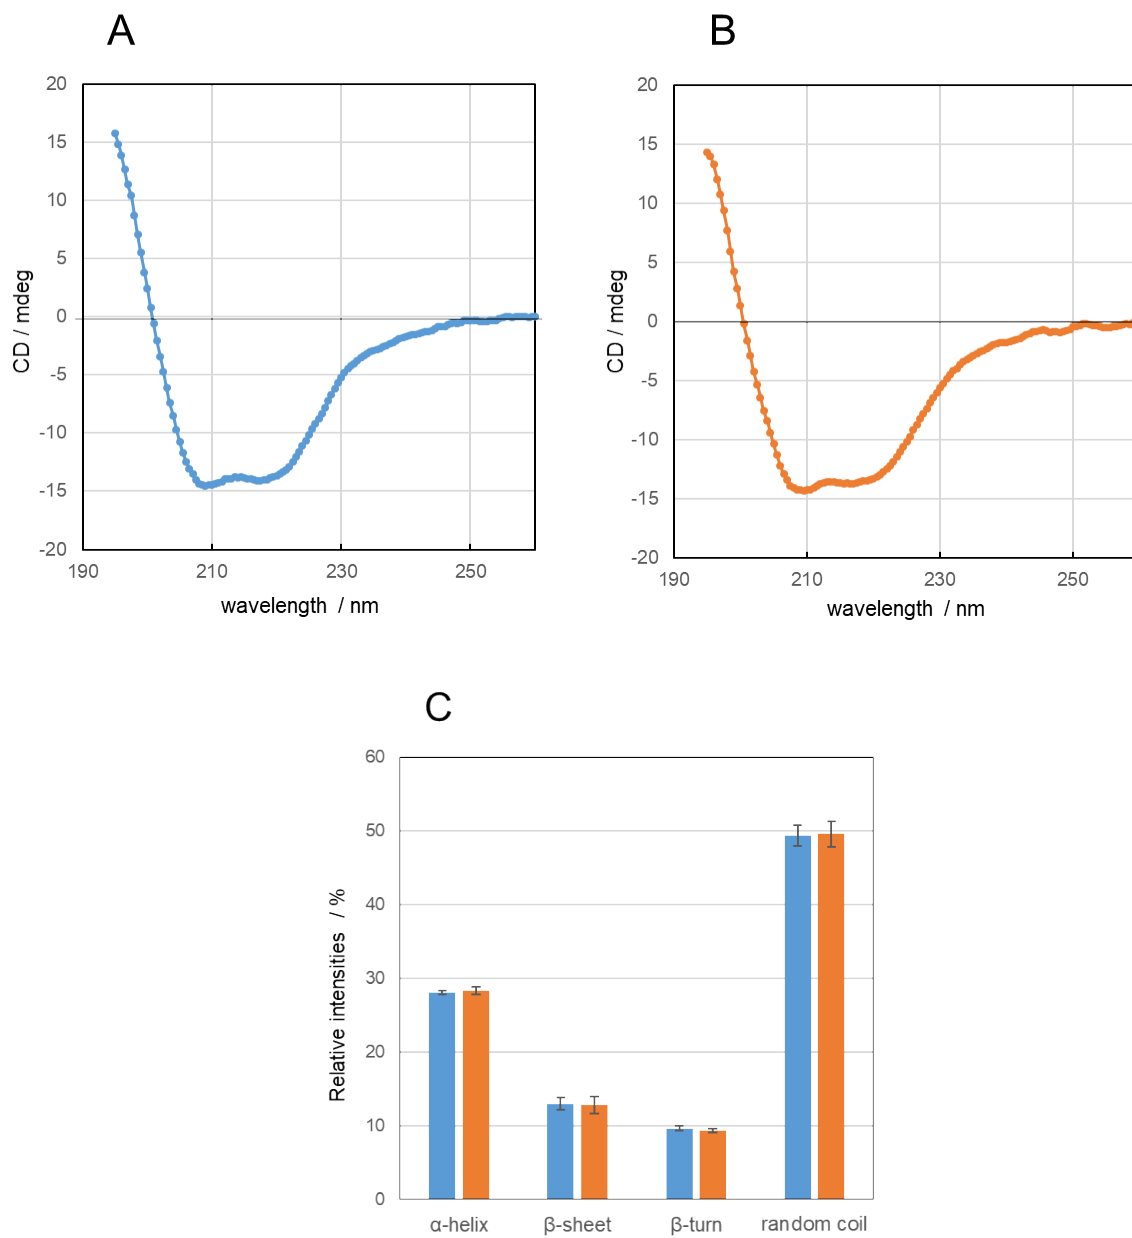 A
20
15
10
5
0
-5
-10
-15
-20
190 210 230 250
CD / mdeg
wavelength / nm
B
20
15
10
5
0
-5
-10
-15
-20
190 210 230 250
CD / mdeg
wavelength / nm
C
60
50
40
30
20
10
0
Relative intensities / %
α-helix β-sheet β-turn random coil